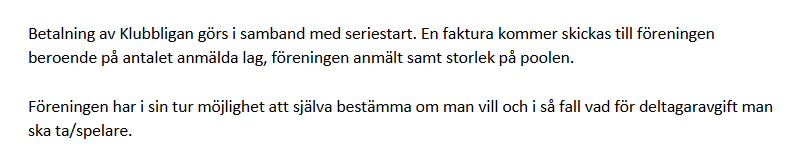 Betalning av Klubbligan görs i samband med seriestart. En faktura kommer skickas till föreningen
beroende på antalet anmälda lag, föreningen anmält samt storlek på poolen.
Föreningen har i sin tur möjlighet att själva bestämma om man vill och i så fall vad för deltagaravgift man
ska ta/spelare.